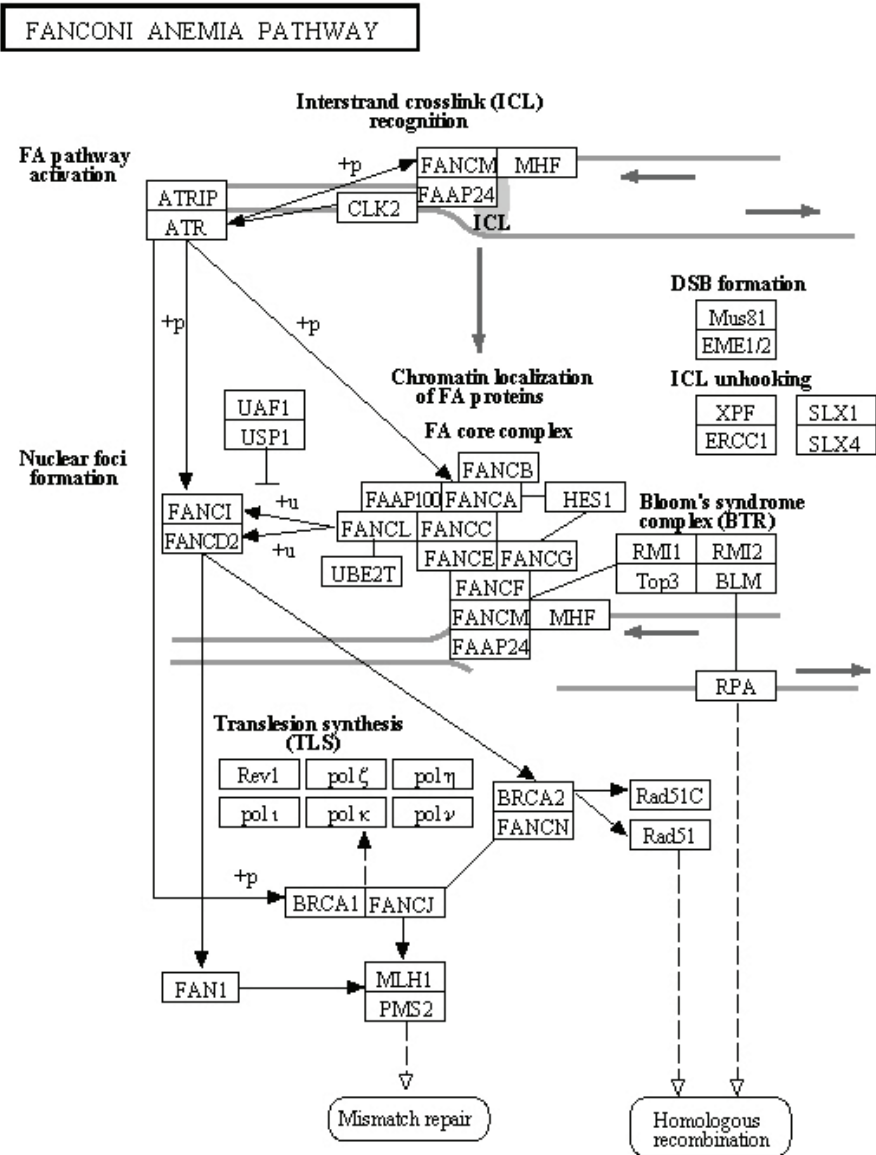 FANCONI ANEMIA PATHWAY
Interstrand crosslink (ICL)
recognition
FA pathway
activation
+p
FANCM
MHF
ATRIP
FAAP24
CLK2
ATR
ICL
DSB formation
Mus81
EME1/2
+p
+p
Chromatin localization
of FA proteins
ICL unhooking
UAF1
USP1
XPF
SLX1
ERCC1
SLX4
FA core complex
Nuclear foci
formation
FANCB
FAAP100
FANCA
HES1
Bloom's syndrome
complex (BTR)
FANCI
+u
FANCL
FANCC
FANCD2
+u
FANCE
FANCG
RMI1
RMI2
UBE2T
FANCF
Top3
BLM
FANCM
MHF
FAAP24
RPA
Translesion synthesis
(TLS)
Rev1
pol ζ
pol η
BRCA2
Rad51C
pol ι
pol κ
pol ν
FANCN
Rad51
+p
BRCA1
FANCJ
FAN1
MLH1
PMS2
Mismatch repair
Homologous
recombination